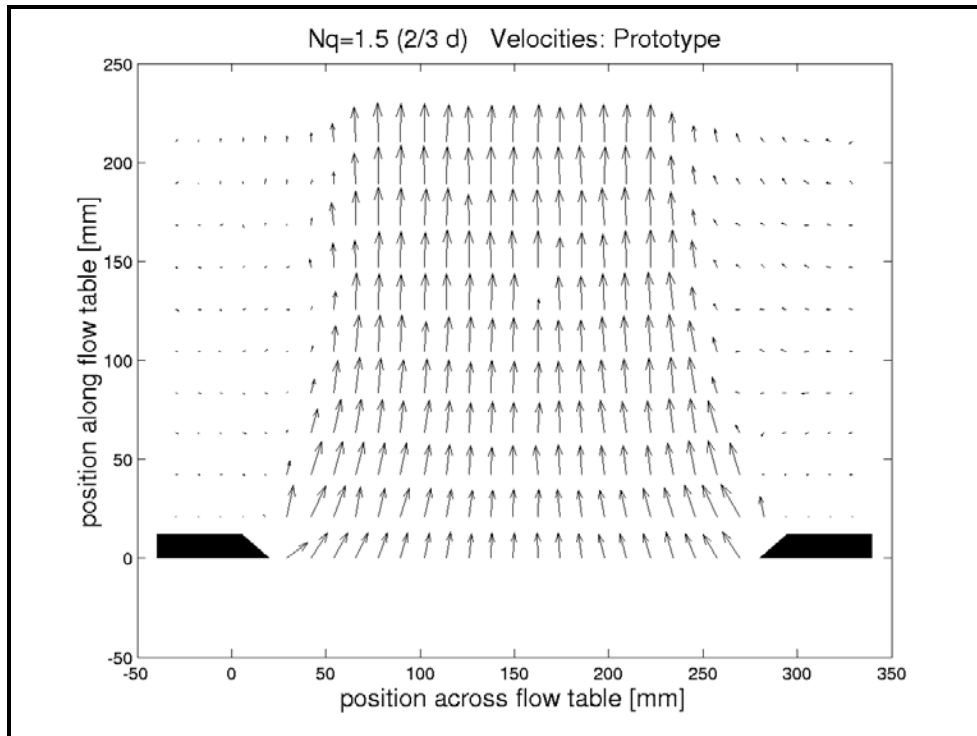 Nq=1.5 (2/3 d) Velocities: Prototype
250
200
150
100
50
0
-50
position along flow table [mm]
-50 0 50 100 150 200 250 300 350
position across flow table [mm]